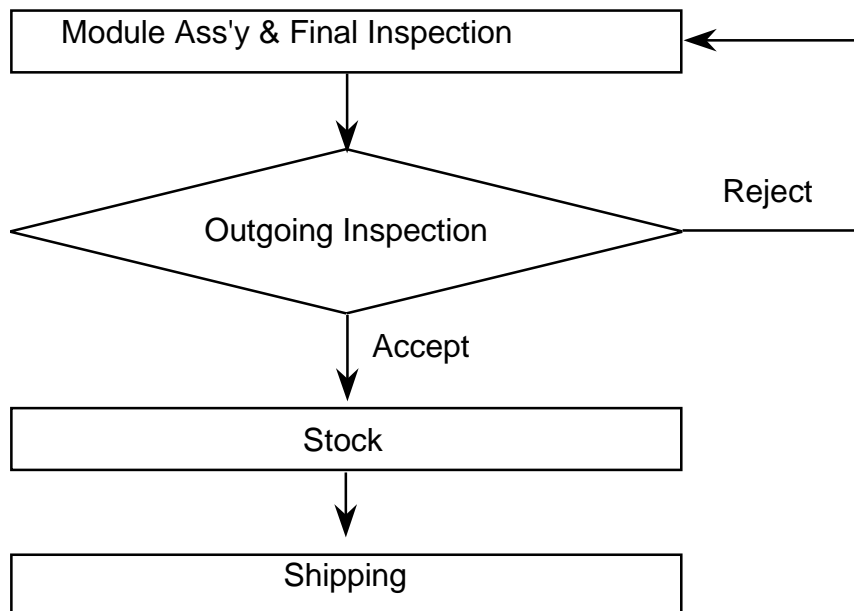 Module Ass'y & Final Inspection
Reject
Outgoing Inspection
Accept
Stock
Shipping